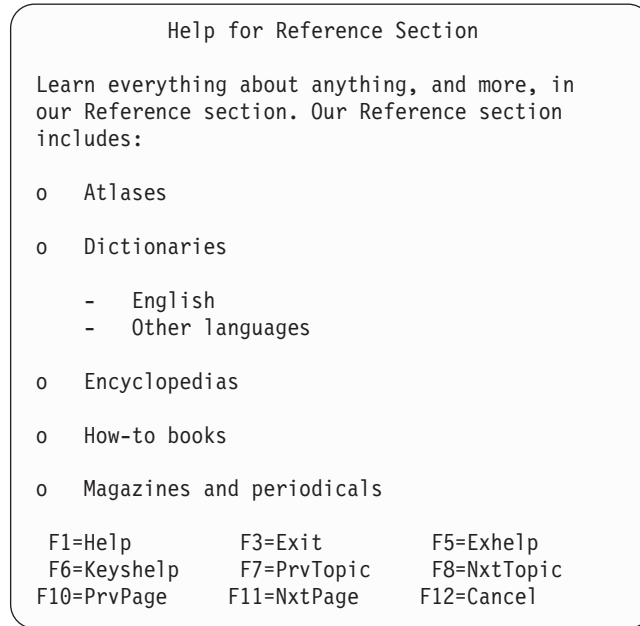 Help for Reference Section
Learn everything about anything, and more, in
our Reference section. Our Reference section
includes:
o Atlases
o Dictionaries
- English
- Other languages
o Encyclopedias
o How-to books
o Magazines and periodicals
F1=Help F3=Exit F5=Exhelp
F6=Keyshelp F7=PrvTopic F8=NxtTopic
F10=PrvPage F11=NxtPage F12=Cancel